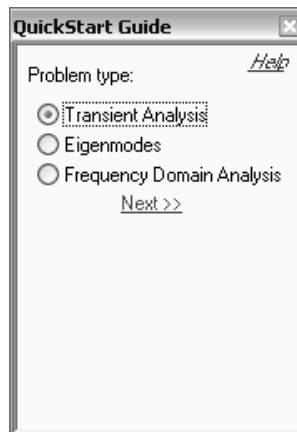 QuickStart Guide
Help
Problem type:
Transient Analysis
Eigenmodes
Frequency Domain Analysis
Next >>